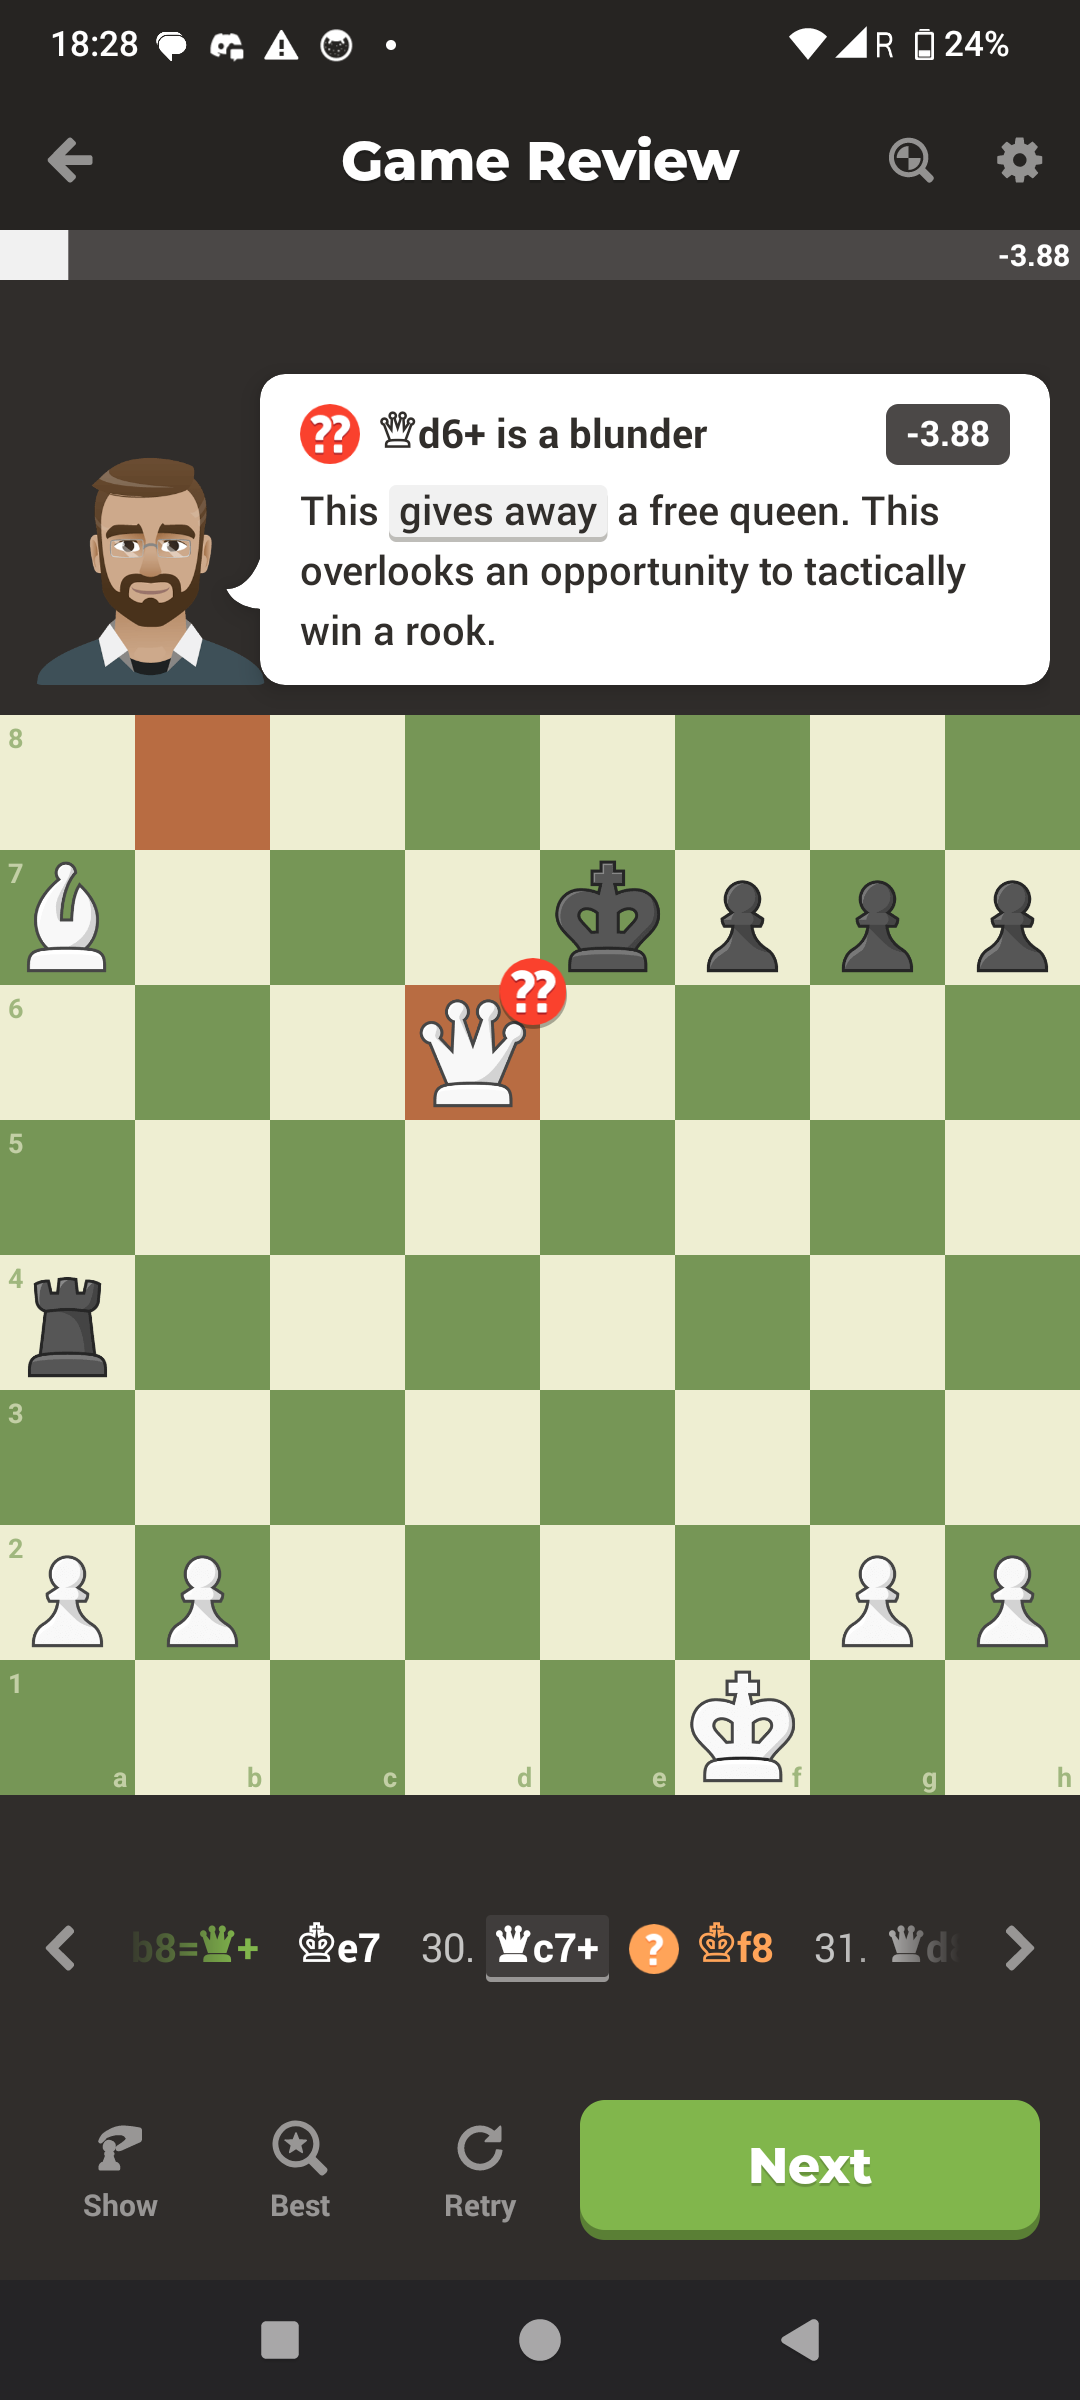 18:28 R 24%
Game Review
-3.88
?? d6+ is a blunder -3.88
This gives away a free queen. This
overlooks an opportunity to tactically
win a rook.
8
7
??
6
5
4
3
2
1
a b c d e f g h
b8=+ e7 30. c7+ ? f8 31.
Show Best Retry Next